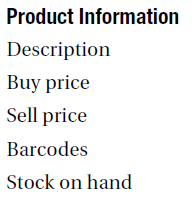 Product Information
Description
Buy price
Sell price
Barcodes
Stock on hand